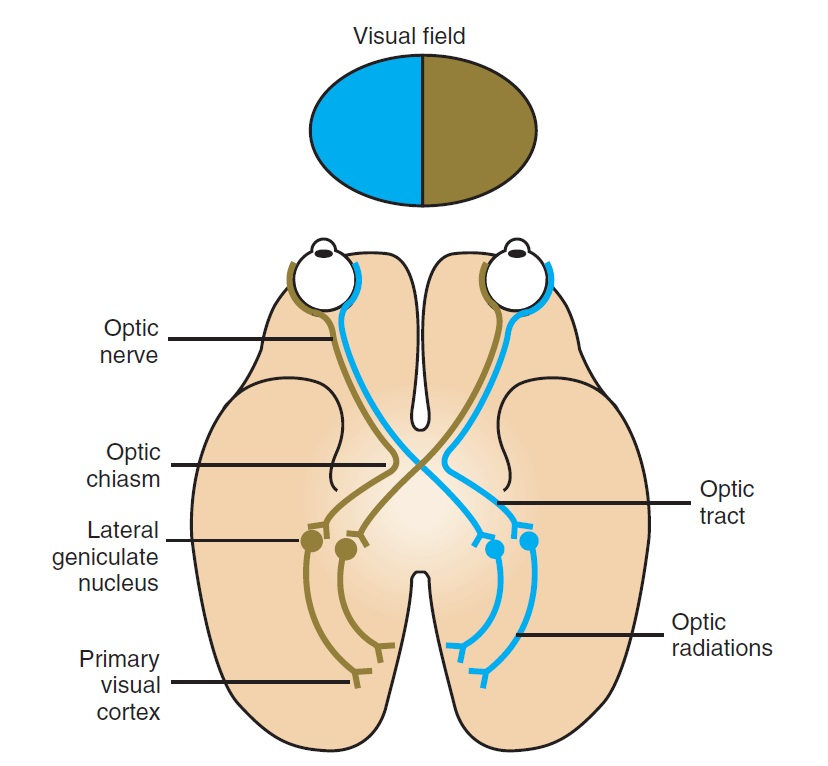 Visual field
Optic
nerve
Optic
chiasm
Lateral
geniculate
nucleus
Primary
visual
cortex
Optic
tract
Optic
radiations